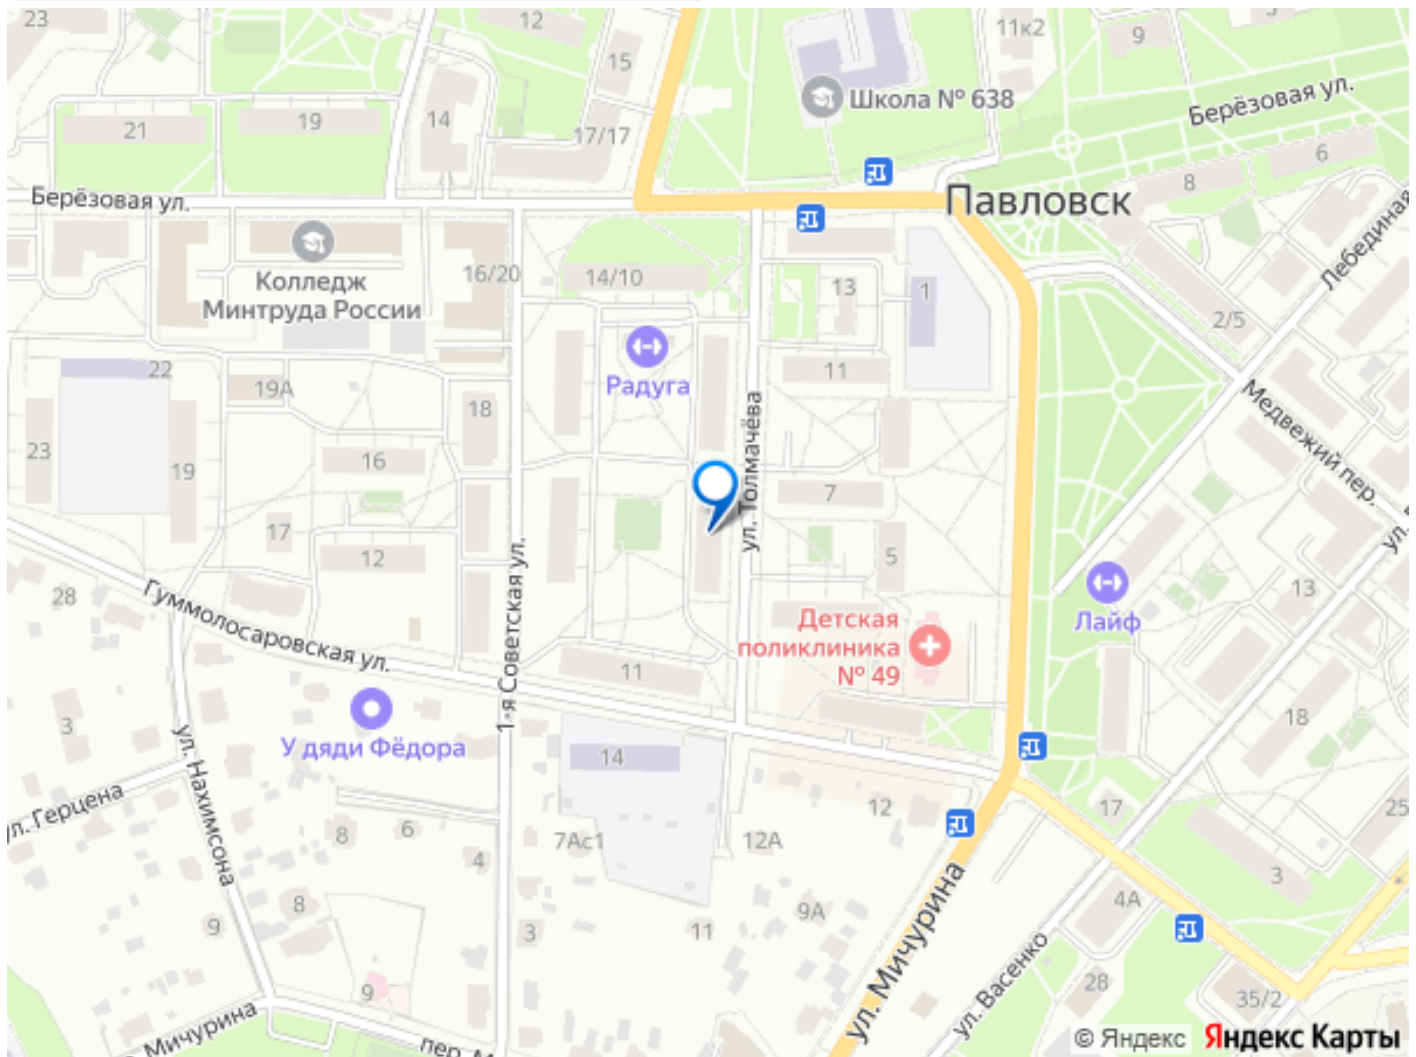 23
12
11к2
9
15
Школа № 638
Берёзовая ул.
14
21
19
17/17
6
8
Берёзовая ул.
Павловск
Лебединая
Колледж
Минтруда России
16/20
14/10
13
1
2/5
22
19А
Радуга
11
18
ул. Толмачёва
Медвежий пер.
23
19
16
7
17
12
5
1-я Советская ул.
28
Гуммолосаровская ул.
13
Лайф
Детская
поликлиника
№ 49
11
3
У дяди Фёдора
14
18
ул. Нахимсона
ул. Герцена
8
6
4
7Ас1
12А
12
17
25
3
8
9
3
11
9А
4А
ул. Мичурина
ул. Васенко
28
35/2
9
Мичурина
пер. М
© Яндекс Яндекс Карты